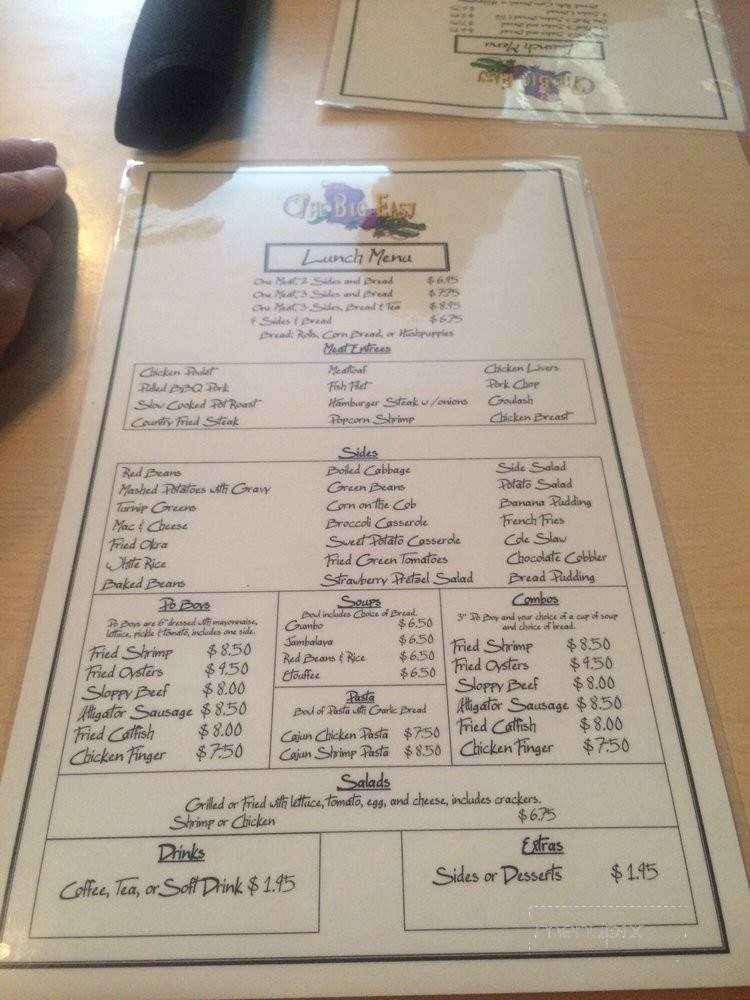 The Big Easy
Lunch Menu
One Meat, 2 Sides and Bread $6.95
One Meat, 3 Sides and Bread $7.75
One Meat, 3 Sides, Bread & Tea $8.95
4 Sides & Bread $6.75
Bread: Rolls, Corn Bread, or Hushpuppies
Meat Entrees
Chicken Poulet Meatloaf Chicken Livers
Pulled BBQ Pork Fish Filet Pork Chop
Slow Cooked Pot Roast Hamburger Steak w/onions Goulash
Country Fried Steak Popcorn Shrimp Chicken Breast
Sides
Red Beans Boiled Cabbage Side Salad
Mashed Potatoes with Gravy Green Beans Potato Salad
Turnip Greens Corn on the Cob Banana Pudding
Mac & Cheese Broccoli Casserole French Fries
Fried Okra Sweet Potato Casserole Cole Slaw
White Rice Fried Green Tomatoes Chocolate Cobbler
Baked Beans Strawberry Pretzel Salad Bread Pudding
Po Boys
Po Boys are 6" dressed with mayonnaise,
lettuce, pickle & tomato, includes one side.
Fried Shrimp $8.50
Fried Oysters $9.50
Sloppy Beef $8.00
Alligator Sausage $8.50
Fried Catfish $8.00
Chicken Finger $7.50
Soups
Bowl includes Choice of Bread.
Gumbo $6.50
Jambalaya $6.50
Red Beans & Rice $6.50
Etouffee $6.50
Pasta
Bowl of Pasta with Garlic Bread
Cajun Chicken Pasta $7.50
Cajun Shrimp Pasta $8.50
Combos
3" Po Boy and your choice of a cup of soup
and choice of bread.
Fried Shrimp $8.50
Fried Oysters $9.50
Sloppy Beef $8.00
Alligator Sausage $8.50
Fried Catfish $8.00
Chicken Finger $7.50
Salads
Grilled or Fried with lettuce, tomato, egg, and cheese, includes crackers.
Shrimp or Chicken $6.75
Drinks
Coffee, Tea, or Soft Drink $1.95
Extras
Sides or Desserts $1.95
menupix
The Big Easy
Lunch Menu